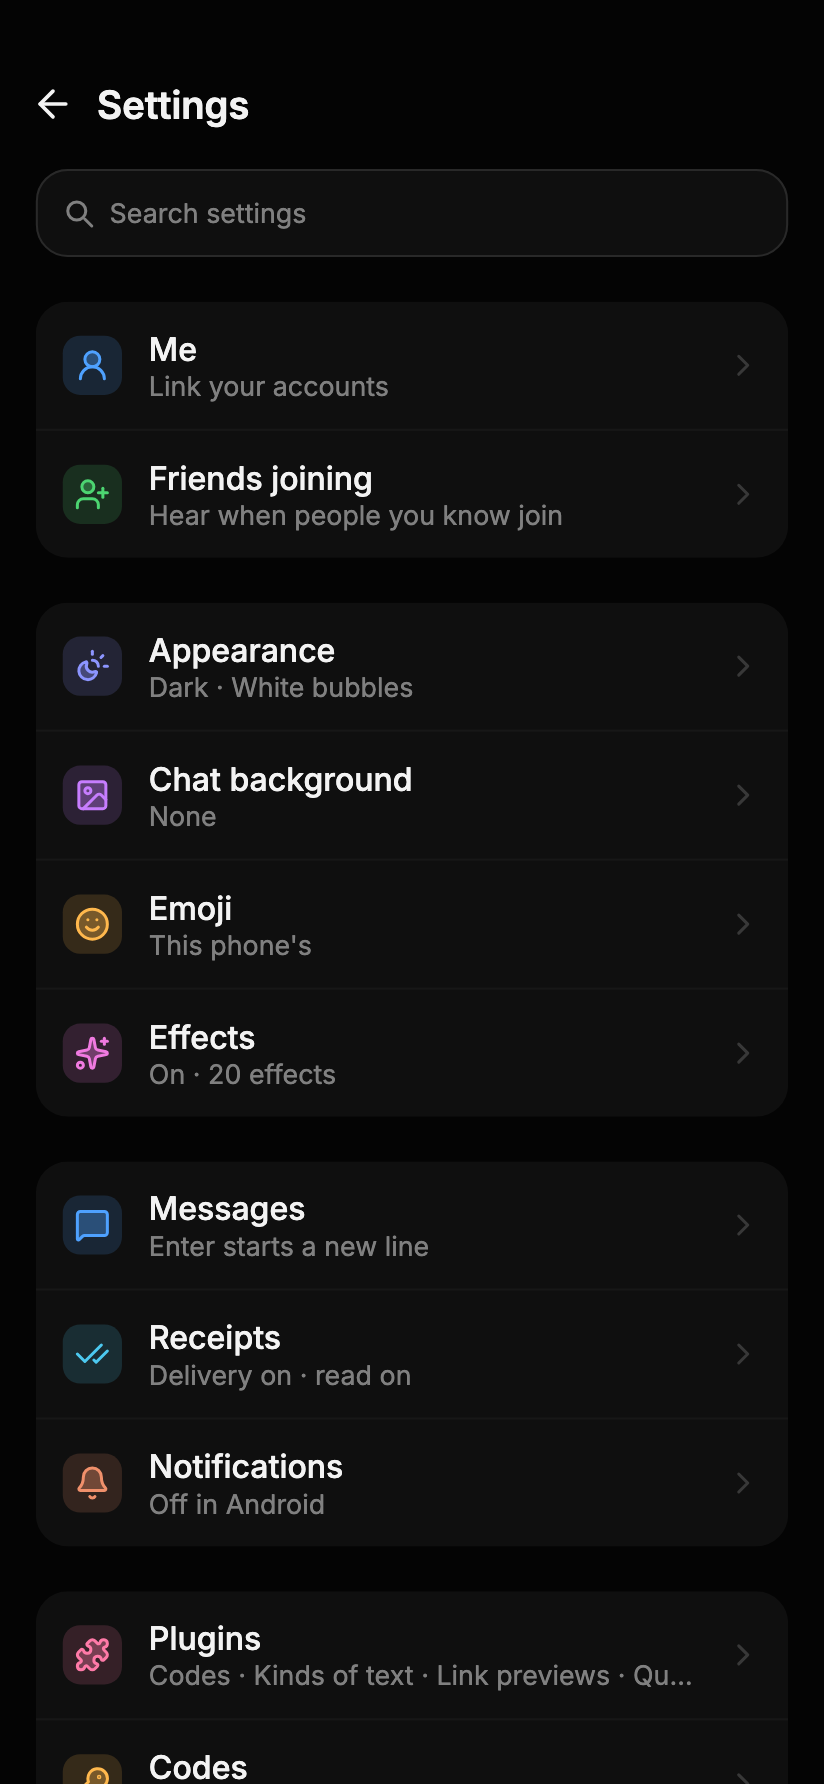 Settings
Search settings
Me
Link your accounts
Friends joining
Hear when people you know join
Appearance
Dark · White bubbles
Chat background
None
Emoji
This phone's
Effects
On · 20 effects
Messages
Enter starts a new line
Receipts
Delivery on · read on
Notifications
Off in Android
Plugins
Codes · Kinds of text · Link previews · Qu...
Codes